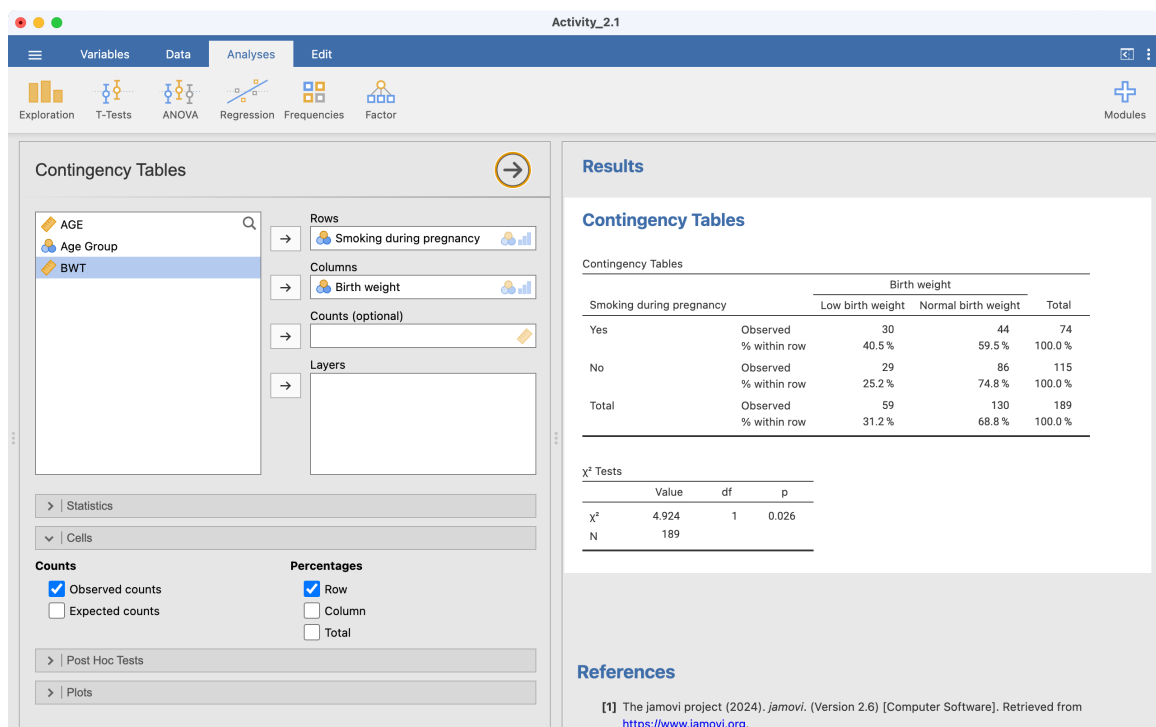 Activity_2.1
Variables Data Analyses Edit
Exploration T-Tests ANOVA Regression Frequencies Factor Modules
Contingency Tables
AGE
Age Group
BWT
Rows
Smoking during pregnancy
Columns
Birth weight
Counts (optional)
Layers
Statistics
Cells
Counts Percentages
Observed counts Row
Expected counts Column
Total
Post Hoc Tests
Plots
Results
Contingency Tables
Contingency Tables
Birth weight
Smoking during pregnancy Low birth weight Normal birth weight Total
Yes Observed 30 44 74
% within row 40.5 % 59.5 % 100.0 %
No Observed 29 86 115
% within row 25.2 % 74.8 % 100.0 %
Total Observed 59 130 189
% within row 31.2 % 68.8 % 100.0 %
χ² Tests
Value df p
χ² 4.924 1 0.026
N 189
References
[1] The jamovi project (2024). jamovi. (Version 2.6) [Computer Software]. Retrieved from
https://www.jamovi.org.